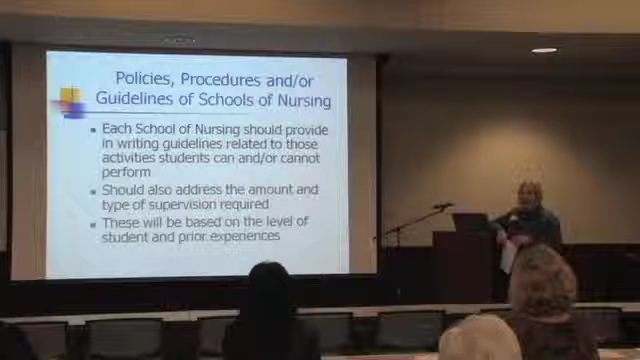 Policies, Procedures and/or
Guidelines of Schools of Nursing
Each School of Nursing should provide
in writing guidelines related to those
activities students can and/or cannot
perform
Should also address the amount and
type of supervision required
These will be based on the level of
student and prior experiences